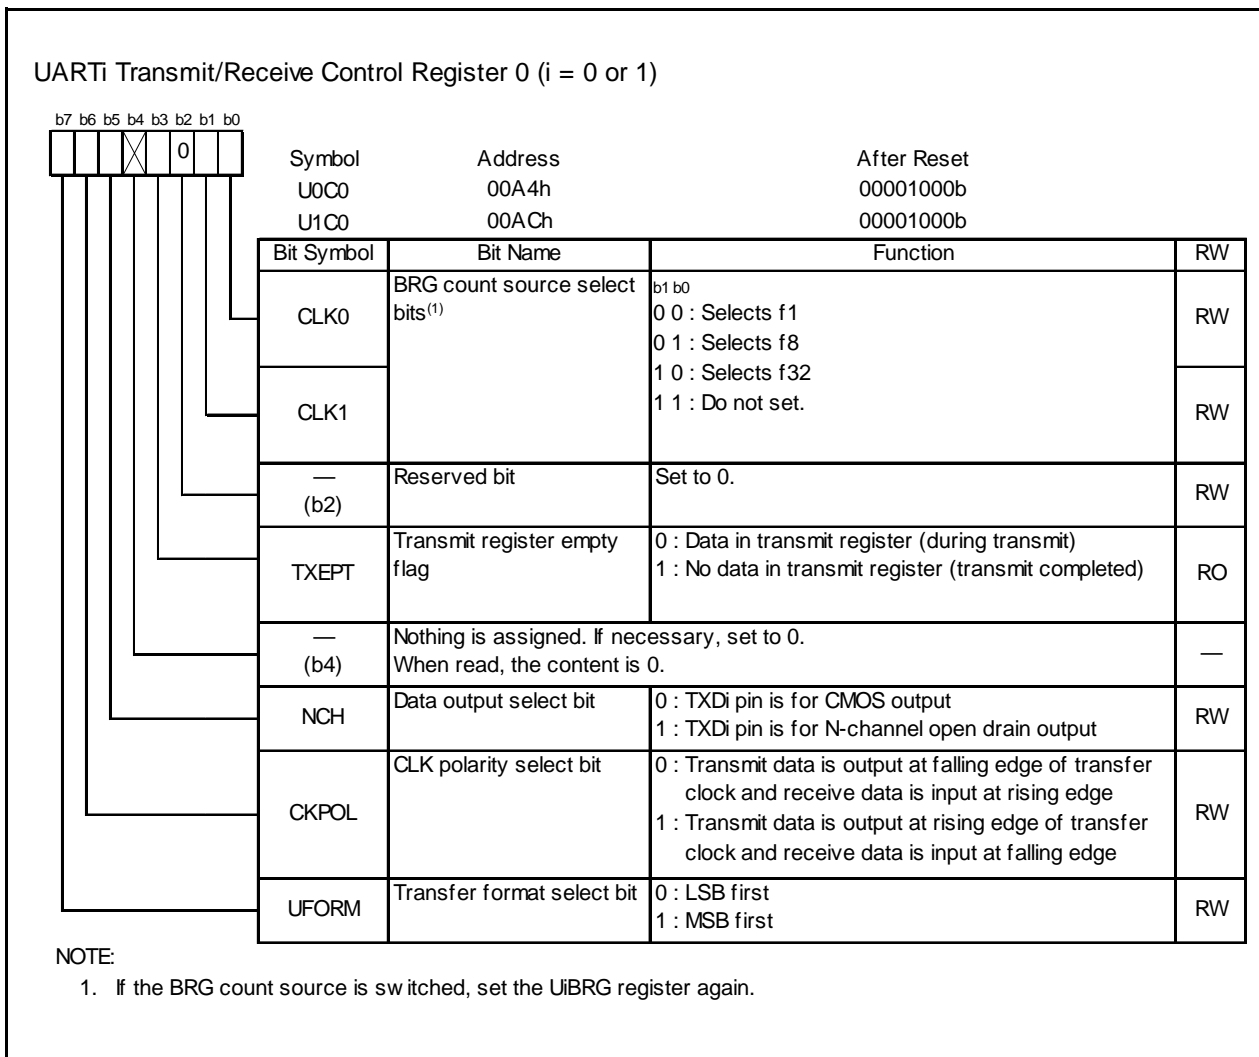 UARTi Transmit/Receive Control Register 0 (i = 0 or 1)
b7 b6 b5 b4 b3 b2 b1 b0
0
Symbol Address After Reset
U0C0 00A4h 00001000b
U1C0 00ACh 00001000b
Bit Symbol Bit Name Function RW
CLK0 BRG count source select bits(1) RW
b1 b0
0 0 : Selects f1
0 1 : Selects f8
1 0 : Selects f32
1 1 : Do not set.
CLK1 RW
—
(b2) Reserved bit Set to 0. RW
TXEPT Transmit register empty flag RO
0 : Data in transmit register (during transmit)
1 : No data in transmit register (transmit completed)
—
(b4) Nothing is assigned. If necessary, set to 0.
When read, the content is 0. —
NCH Data output select bit RW
0 : TXDi pin is for CMOS output
1 : TXDi pin is for N-channel open drain output
CKPOL CLK polarity select bit RW
0 : Transmit data is output at falling edge of transfer
clock and receive data is input at rising edge
1 : Transmit data is output at rising edge of transfer
clock and receive data is input at falling edge
UFORM Transfer format select bit RW
0 : LSB first
1 : MSB first
NOTE:
1. If the BRG count source is switched, set the UiBRG register again.